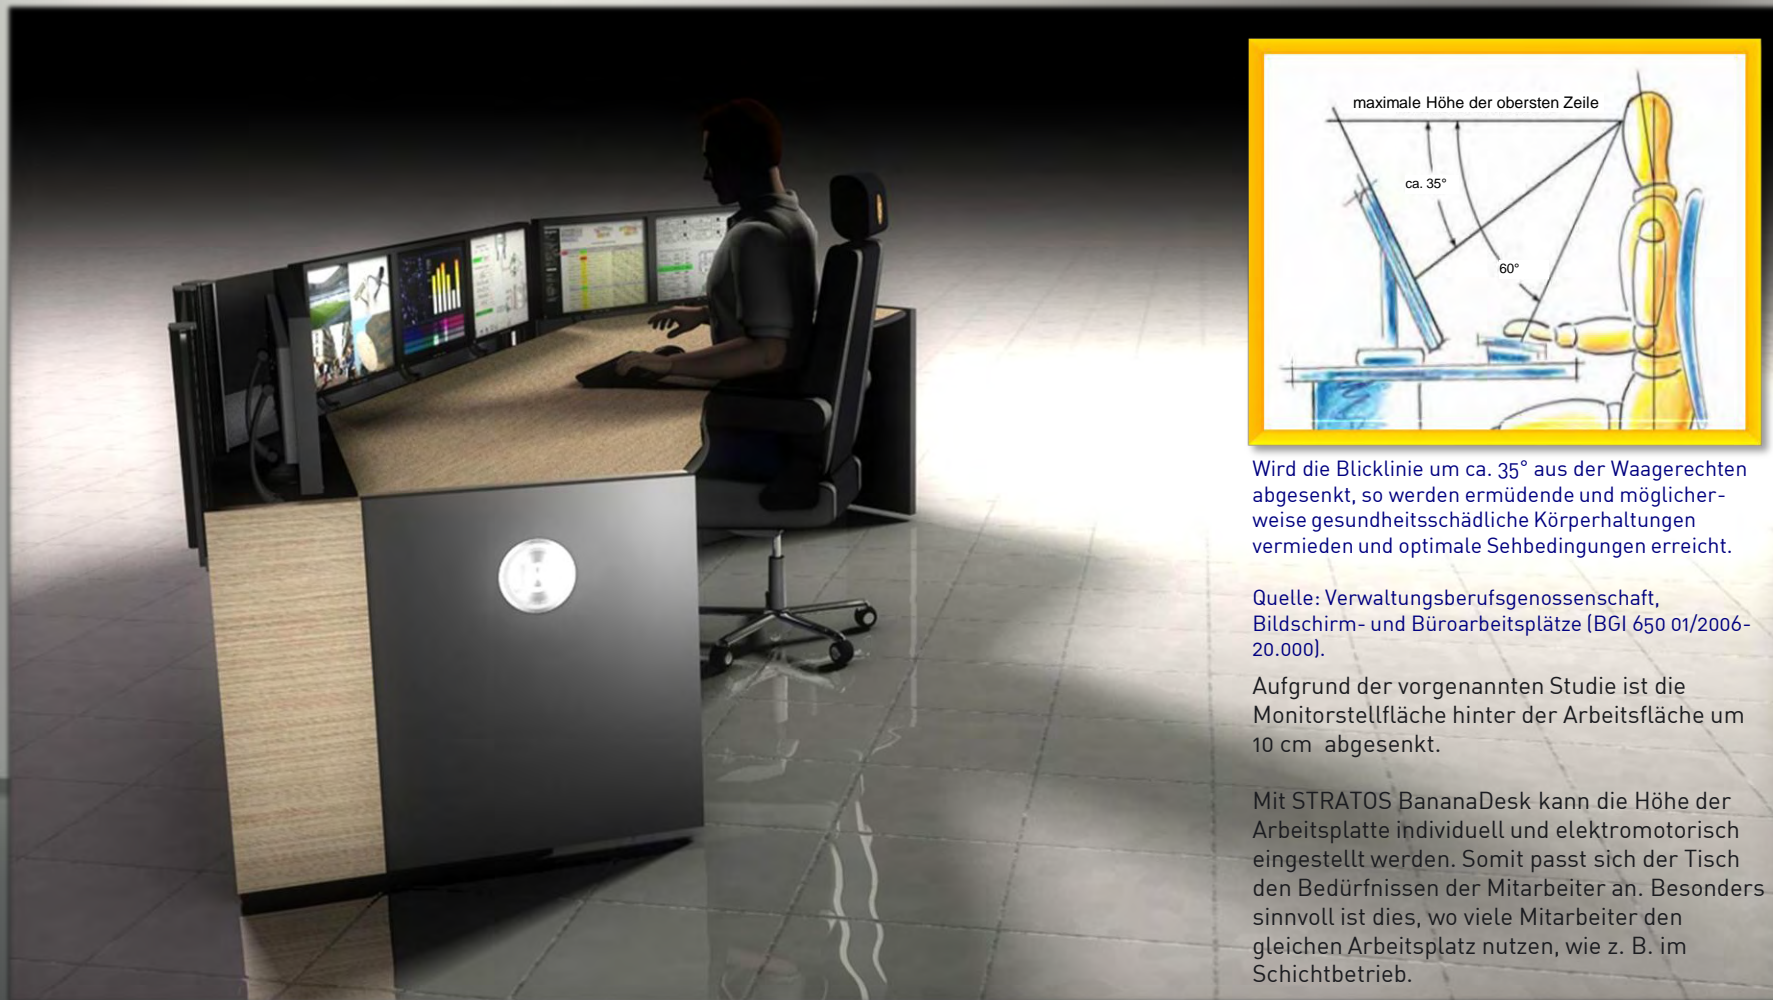 maximale Höhe der obersten Zeile
ca. 35°
60°
Wird die Blicklinie um ca. 35° aus der Waagerechten
abgesenkt, so werden ermüdende und möglicher-
weise gesundheitsschädliche Körperhaltungen
vermieden und optimale Sehbedingungen erreicht.
Quelle: Verwaltungsberufsgenossenschaft,
Bildschirm- und Büroarbeitsplätze (BGI 650 01/2006-
20.000).
Aufgrund der vorgenannten Studie ist die
Monitorstellfläche hinter der Arbeitsfläche um
10 cm  abgesenkt.
Mit STRATOS BananaDesk kann die Höhe der
Arbeitsplatte individuell und elektromotorisch
eingestellt werden. Somit passt sich der Tisch
den Bedürfnissen der Mitarbeiter an. Besonders
sinnvoll ist dies, wo viele Mitarbeiter den
gleichen Arbeitsplatz nutzen, wie z. B. im
Schichtbetrieb.